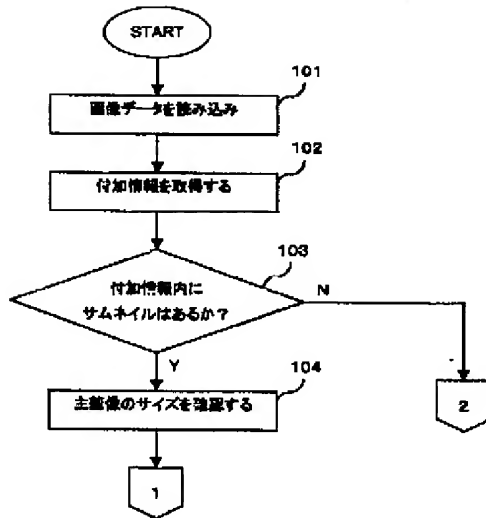 START
101
画像データを読み込み
102
付加情報を取得する
103
付加情報内に
サムネイルはあるか？
N
Y
104
主画像のサイズを確認する
2
1